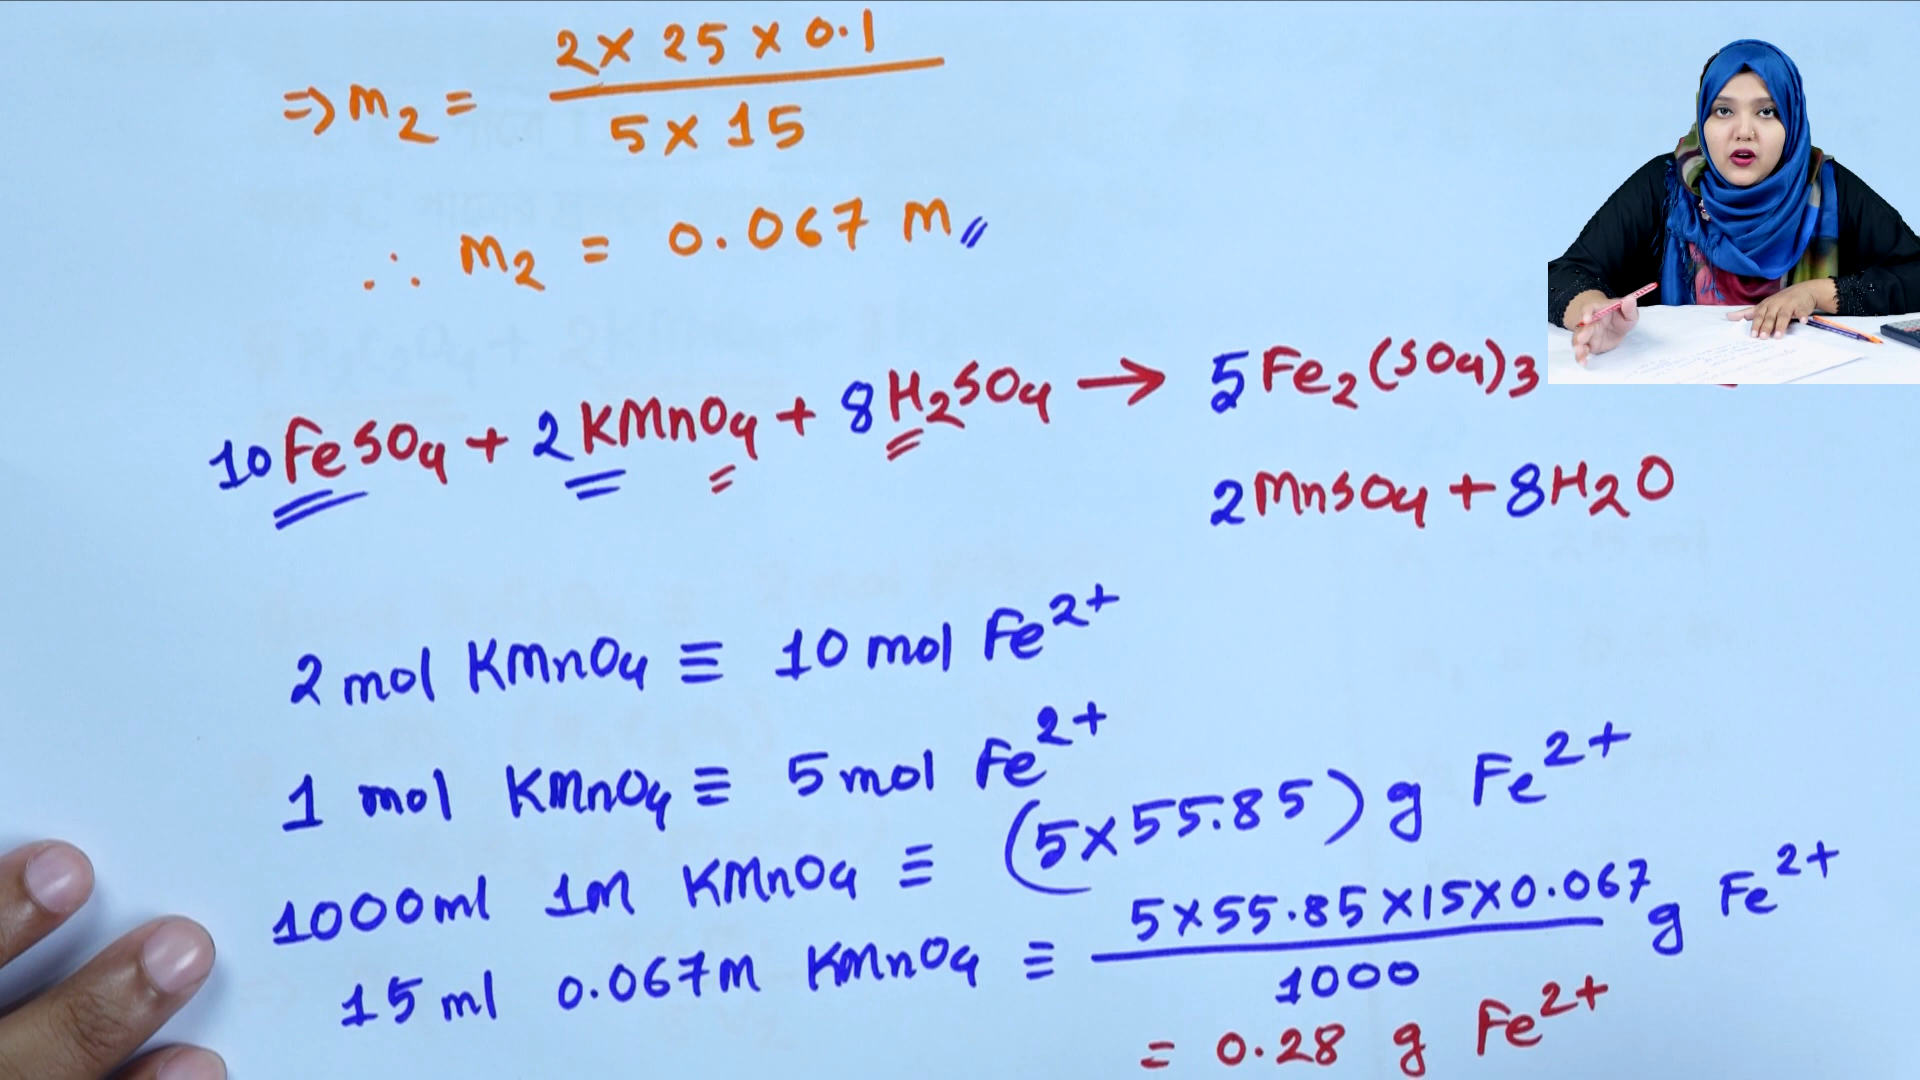 ⇒ m₂ = 2 × 25 × 0.1 / 5 × 15
∴ m₂ = 0.067 m
10FeSO₄ + 2KMnO₄ + 8H₂SO₄ → 5Fe₂(SO₄)₃
2MnSO₄ + 8H₂O
2 mol KMnO₄ ≡ 10 mol Fe²⁺
1 mol KMnO₄ ≡ 5 mol Fe²⁺
1000ml 1M KMnO₄ ≡ (5×55.85) g Fe²⁺
15 ml 0.067m KMnO₄ ≡ 5×55.85×15×0.067 / 1000 g Fe²⁺
= 0.28 g Fe²⁺